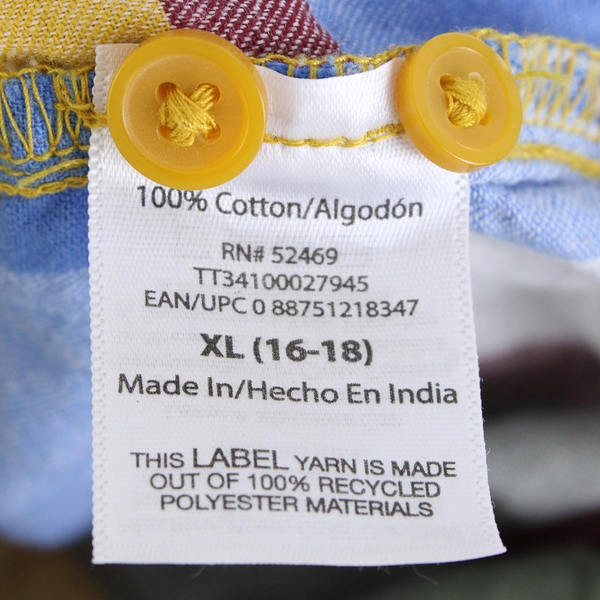 100% Cotton/Algodón
RN# 52469
TT34100027945
EAN/UPC 0 88751218347
XL (16-18)
Made In/Hecho En India
THIS LABEL YARN IS MADE
OUT OF 100% RECYCLED
POLYESTER MATERIALS